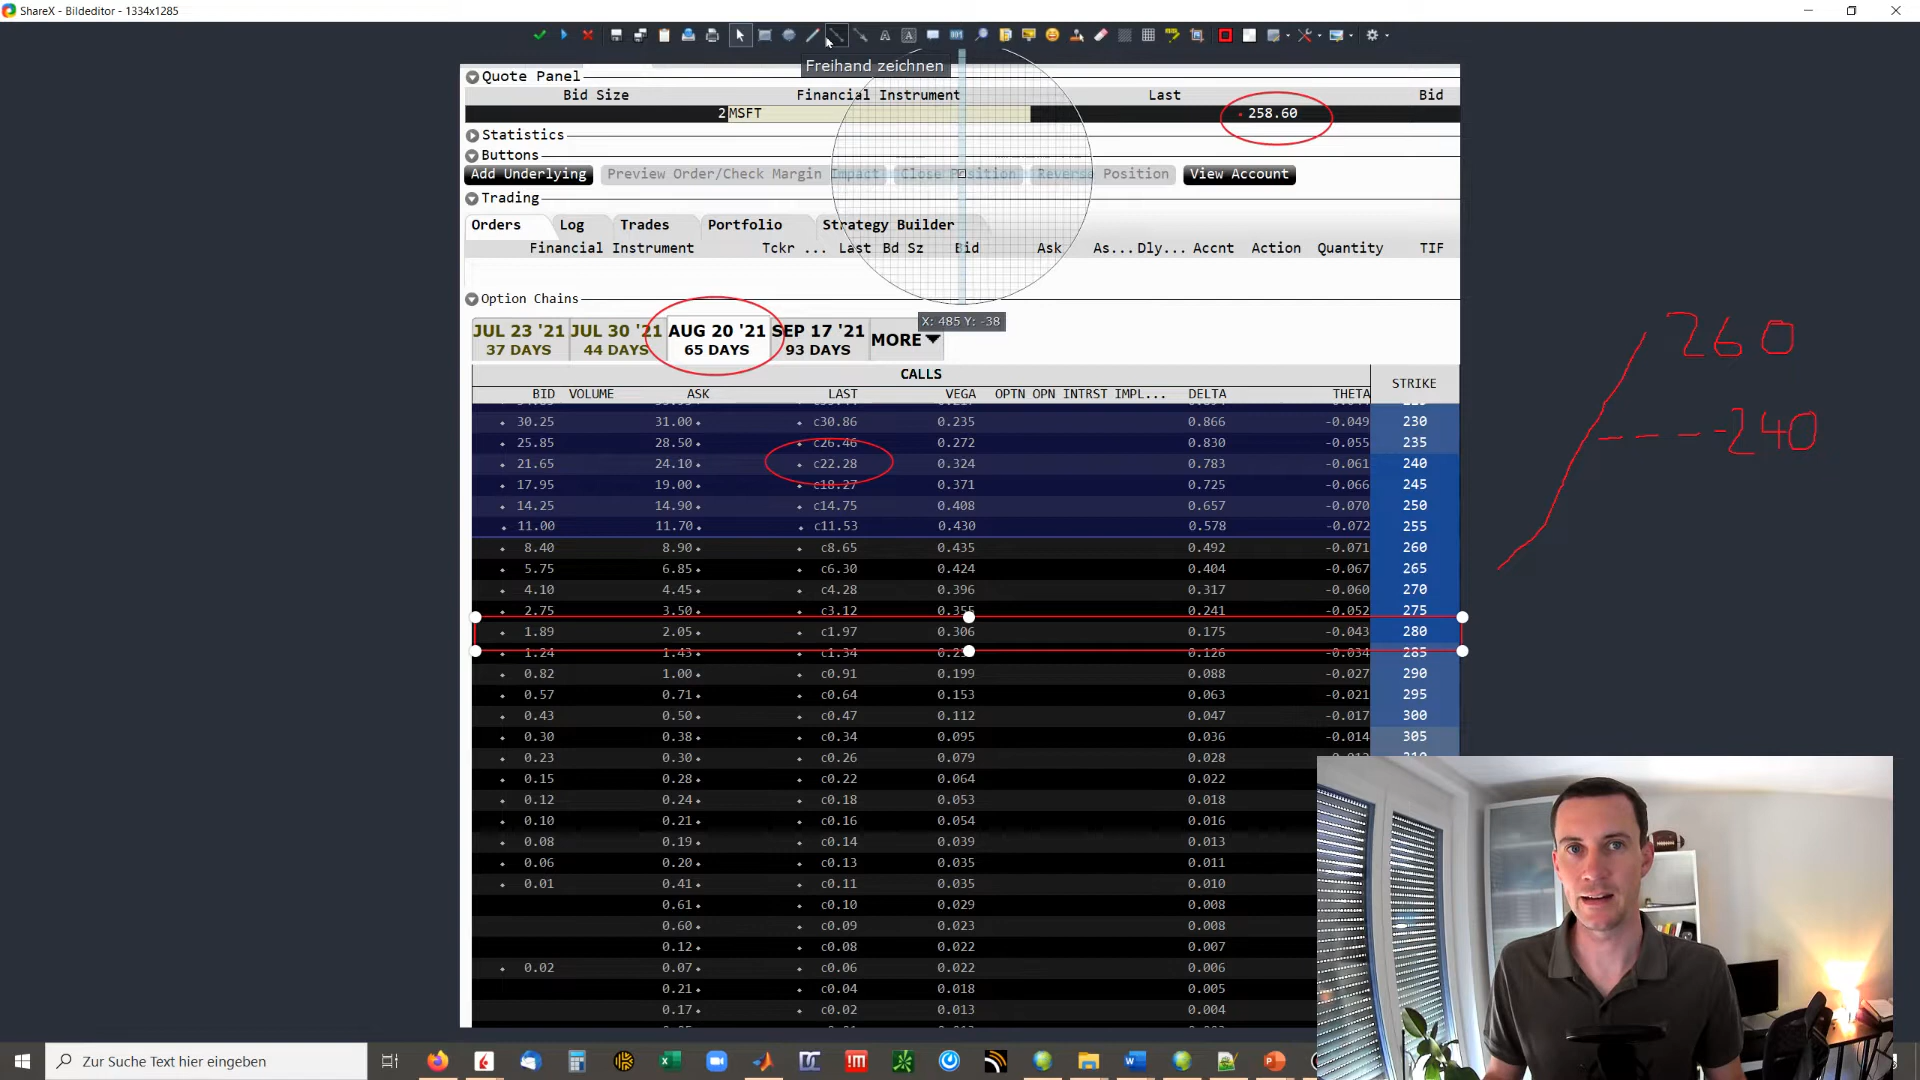 ShareX - Bildeditor - 1334x1285
Freihand zeichnen
Quote Panel
Bid Size Financial Instrument Last Bid
2 MSFT 258.60
Statistics
Buttons
Add Underlying Preview Order/Check Margin Impact Close Position Reverse Position View Account
Trading
Orders Log Trades Portfolio Strategy Builder
Financial Instrument Tckr ... Last Bd Sz Bid Ask As... Dly... Accnt Action Quantity TIF
Option Chains
X: 485 Y: -38
JUL 23 '21 JUL 30 '21 AUG 20 '21 SEP 17 '21 MORE
37 DAYS 44 DAYS 65 DAYS 93 DAYS
260
240
CALLS STRIKE
BID VOLUME ASK LAST VEGA OPTN OPN INTRST IMPL... DELTA THETA
30.25 31.00 c30.86 0.235 0.866 -0.049 230
25.85 28.50 c26.46 0.272 0.830 -0.055 235
21.65 24.10 c22.28 0.324 0.783 -0.061 240
17.95 19.00 c18.27 0.371 0.725 -0.066 245
14.25 14.90 c14.75 0.408 0.657 -0.070 250
11.00 11.70 c11.53 0.430 0.578 -0.072 255
8.40 8.90 c8.65 0.435 0.492 -0.071 260
5.75 6.85 c6.30 0.424 0.404 -0.067 265
4.10 4.45 c4.28 0.396 0.317 -0.060 270
2.75 3.50 c3.12 0.355 0.241 -0.052 275
1.89 2.05 c1.97 0.306 0.175 -0.043 280
1.24 1.43 c1.34 0.126 -0.034 285
0.82 1.00 c0.91 0.199 0.088 -0.027 290
0.57 0.71 c0.64 0.153 0.063 -0.021 295
0.43 0.50 c0.47 0.112 0.047 -0.017 300
0.30 0.38 c0.34 0.095 0.036 -0.014 305
0.23 0.30 c0.26 0.079 0.028
0.15 0.28 c0.22 0.064 0.022
0.12 0.24 c0.18 0.053 0.018
0.10 0.21 c0.16 0.054 0.016
0.08 0.19 c0.14 0.039 0.013
0.06 0.20 c0.13 0.035 0.011
0.01 0.41 c0.11 0.035 0.010
0.61 c0.10 0.029 0.008
0.60 c0.09 0.023 0.008
0.12 c0.08 0.022 0.007
0.02 0.07 c0.06 0.022 0.006
0.21 c0.04 0.018 0.005
0.17 c0.02 0.013 0.004
Zur Suche Text hier eingeben